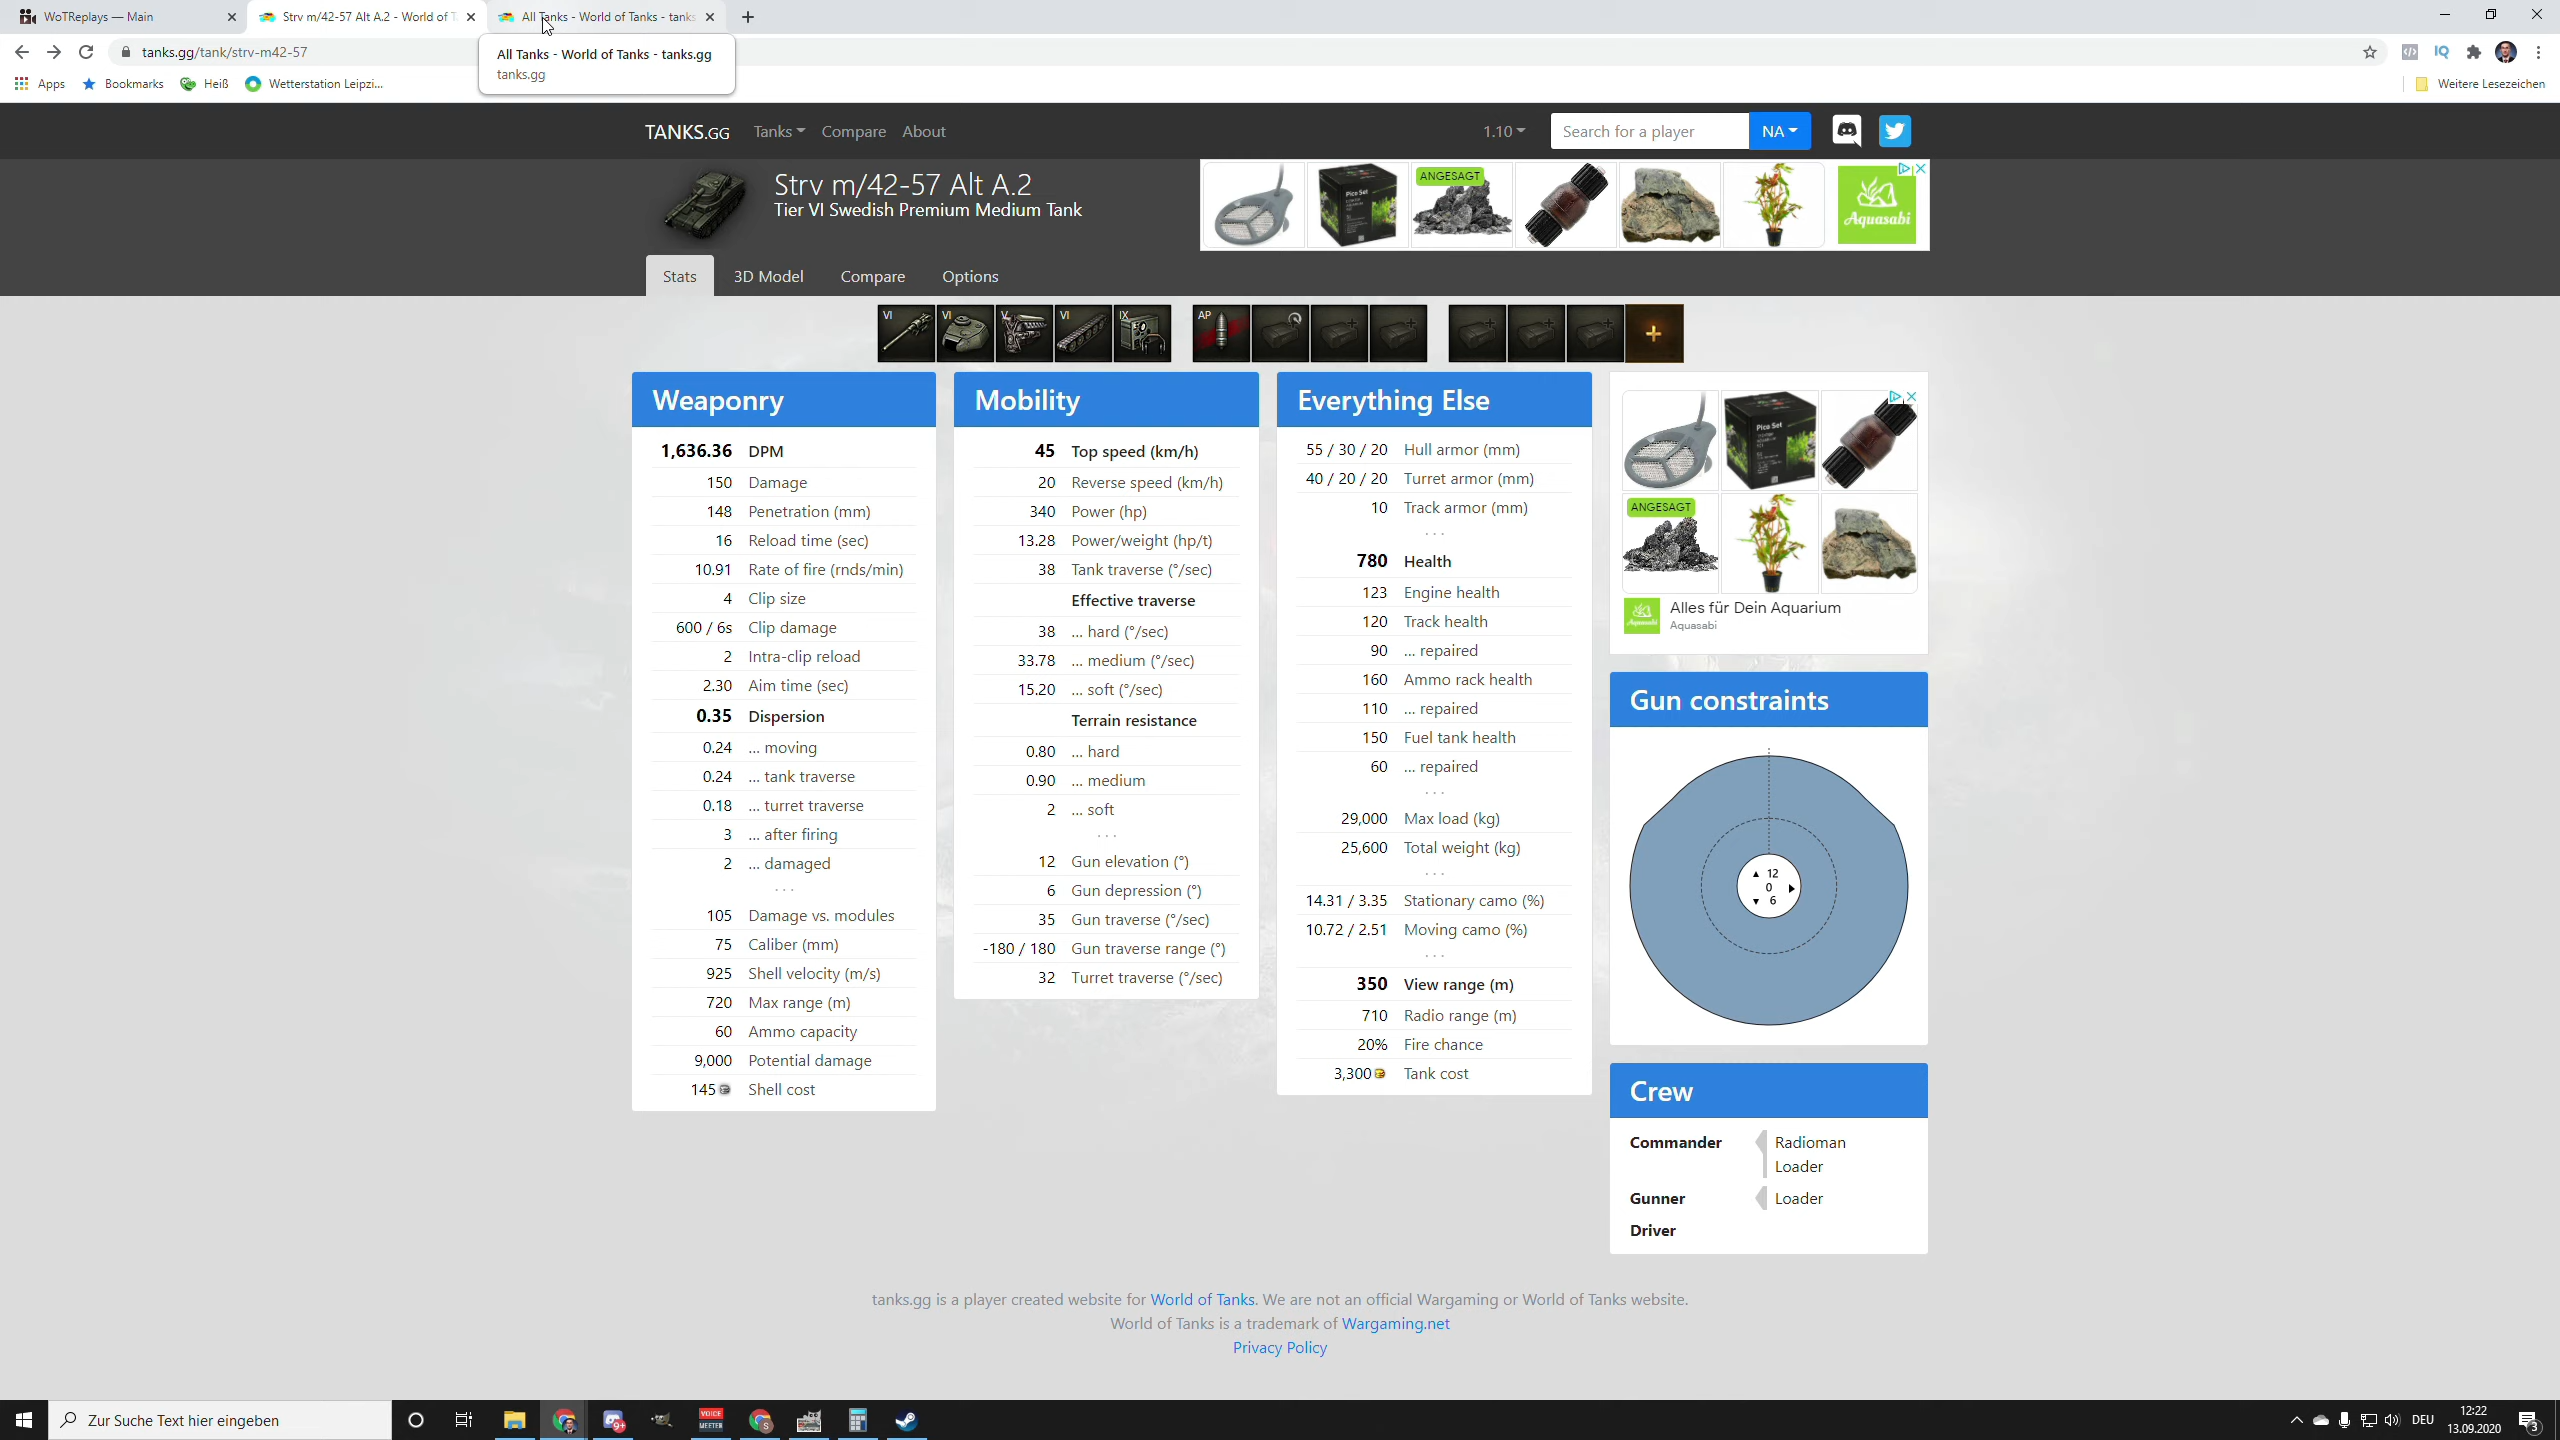 WoTReplays — Main
Strv m/42-57 Alt A.2 - World of T
All Tanks - World of Tanks - tanks
tanks.gg/tank/strv-m42-57
All Tanks - World of Tanks - tanks.gg
tanks.gg
Apps
Bookmarks
Heiß
Wetterstation Leipzi...
Weitere Lesezeichen
TANKS.GG
Tanks
Compare
About
1.10
Search for a player
NA
Strv m/42-57 Alt A.2
Tier VI Swedish Premium Medium Tank
ANGESAGT
Pico Set
Aquasabi
Stats
3D Model
Compare
Options
VI
VI
V
VI
IX
AP
Weaponry
1,636.36 DPM
150 Damage
148 Penetration (mm)
16 Reload time (sec)
10.91 Rate of fire (rnds/min)
4 Clip size
600 / 6s Clip damage
2 Intra-clip reload
2.30 Aim time (sec)
0.35 Dispersion
0.24 ... moving
0.24 ... tank traverse
0.18 ... turret traverse
3 ... after firing
2 ... damaged
...
105 Damage vs. modules
75 Caliber (mm)
925 Shell velocity (m/s)
720 Max range (m)
60 Ammo capacity
9,000 Potential damage
145 Shell cost
Mobility
45 Top speed (km/h)
20 Reverse speed (km/h)
340 Power (hp)
13.28 Power/weight (hp/t)
38 Tank traverse (°/sec)
Effective traverse
38 ... hard (°/sec)
33.78 ... medium (°/sec)
15.20 ... soft (°/sec)
Terrain resistance
0.80 ... hard
0.90 ... medium
2 ... soft
...
12 Gun elevation (°)
6 Gun depression (°)
35 Gun traverse (°/sec)
-180 / 180 Gun traverse range (°)
32 Turret traverse (°/sec)
Everything Else
55 / 30 / 20 Hull armor (mm)
40 / 20 / 20 Turret armor (mm)
10 Track armor (mm)
...
780 Health
123 Engine health
120 Track health
90 ... repaired
160 Ammo rack health
110 ... repaired
150 Fuel tank health
60 ... repaired
...
29,000 Max load (kg)
25,600 Total weight (kg)
...
14.31 / 3.35 Stationary camo (%)
10.72 / 2.51 Moving camo (%)
...
350 View range (m)
710 Radio range (m)
20% Fire chance
3,300 Tank cost
Pico Set
ANGESAGT
Alles für Dein Aquarium
Aquasabi
Gun constraints
12
0
6
Crew
Commander
Radioman
Loader
Gunner
Loader
Driver
tanks.gg is a player created website for World of Tanks. We are not an official Wargaming or World of Tanks website.
World of Tanks is a trademark of Wargaming.net
Privacy Policy
Zur Suche Text hier eingeben
9+
VOICE
MEETER
S
DEU
12:22
13.09.2020
3